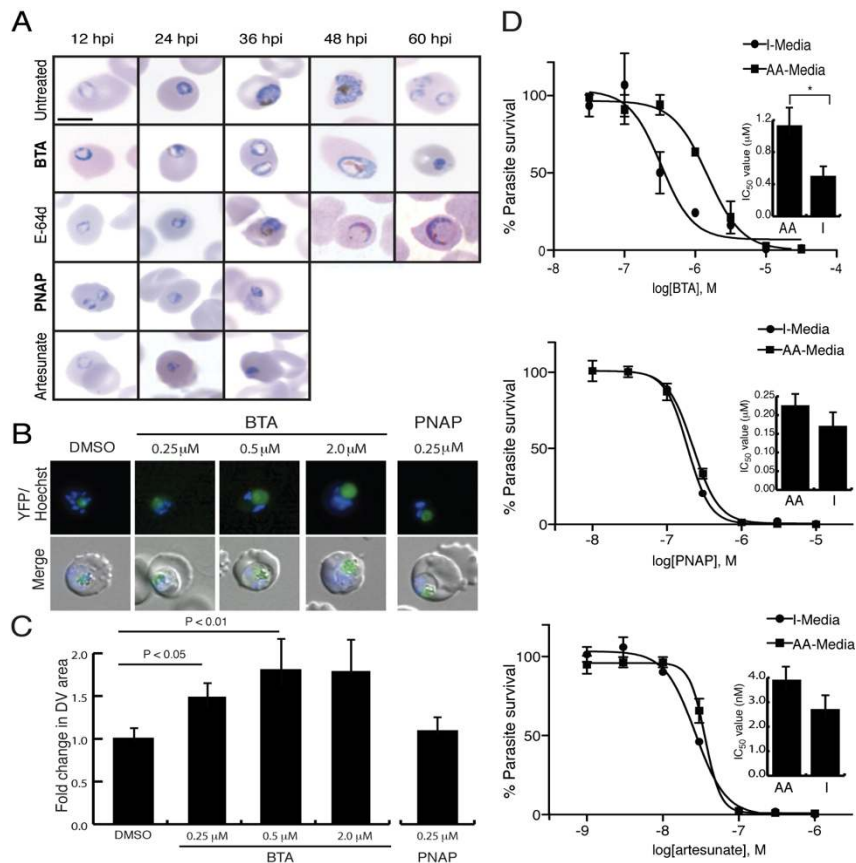 A
12 hpi 24 hpi 36 hpi 48 hpi 60 hpi
Untreated
BTA
E-64d
PNAP
Artesunate
B
BTA PNAP
DMSO 0.25 µM 0.5 µM 2.0 µM 0.25 µM
YFP/
Hoechst
Merge
C
P < 0.01
P < 0.05
Fold change in DV area
2.0
1.5
1.0
0.5
0
DMSO 0.25 µM 0.5 µM 2.0 µM 0.25 µM
BTA PNAP
D
I-Media
AA-Media
% Parasite survival
100
50
0
-8 -7 -6 -5 -4
log[BTA], M
*
IC50 value (µM)
1.2
0.8
0.4
0.0
AA I
I-Media
AA-Media
% Parasite survival
100
50
0
-8 -7 -6 -5
log[PNAP], M
IC50 value (µM)
0.25
0.20
0.15
0.10
0.05
0.00
AA I
I-Media
AA-Media
% Parasite survival
100
50
0
-9 -8 -7 -6
log[artesunate], M
IC50 value (nM)
4.0
3.0
2.0
1.0
0
AA I